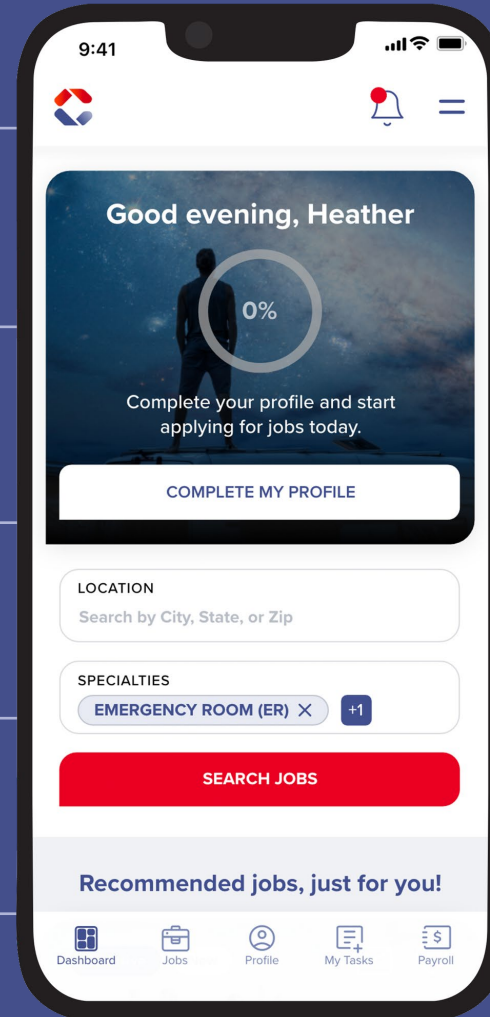 9:41
Good evening, Heather
0%
Complete your profile and start
applying for jobs today.
COMPLETE MY PROFILE
LOCATION
Search by City, State, or Zip
SPECIALTIES
EMERGENCY ROOM (ER) X +1
SEARCH JOBS
Recommended jobs, just for you!
Dashboard Jobs Profile My Tasks Payroll